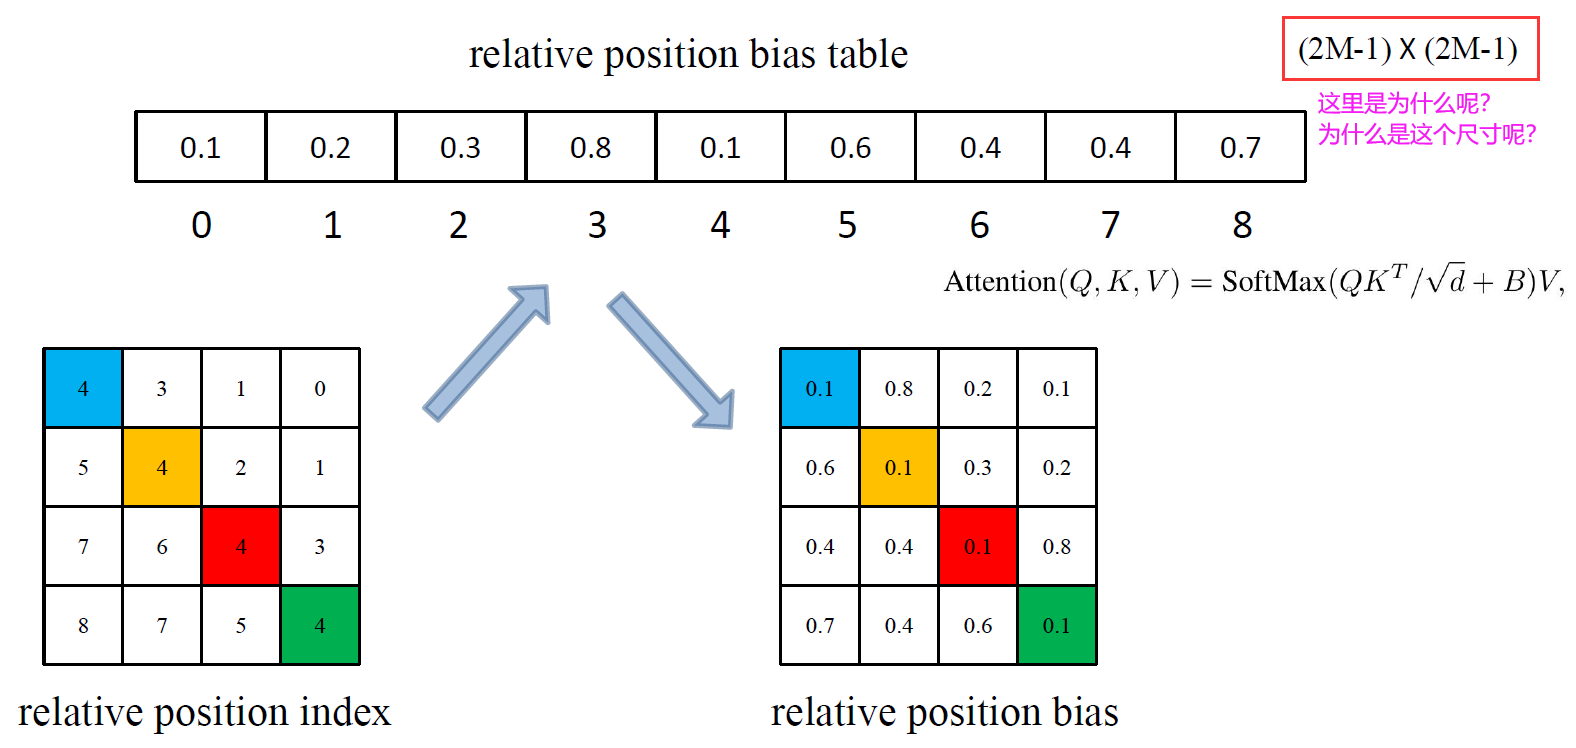 relative position bias table
(2M-1) X (2M-1)
这里是为什么呢?
为什么是这个尺寸呢?
0.1 0.2 0.3 0.8 0.1 0.6 0.4 0.4 0.7
0 1 2 3 4 5 6 7 8
Attention(Q, K, V) = SoftMax(QK^T/√d + B)V,
4 3 1 0
5 4 2 1
7 6 4 3
8 7 5 4
relative position index
0.1 0.8 0.2 0.1
0.6 0.1 0.3 0.2
0.4 0.4 0.1 0.8
0.7 0.4 0.6 0.1
relative position bias